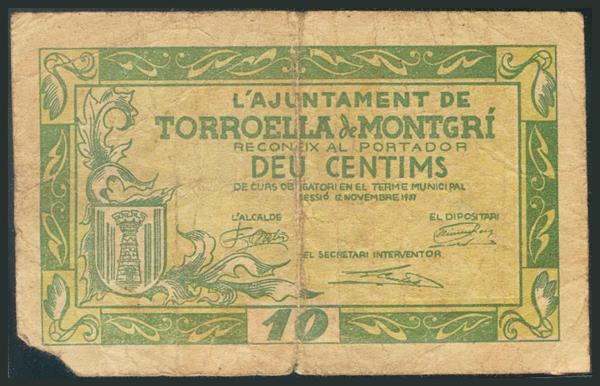 L'AJUNTAMENT DE
TORROELLA de MONTGRÍ
RECONEIX AL PORTADOR
DEU CENTIMS
DE CURS OBLIGATORI EN EL TERME MUNICIPAL
SESSIÓ 12 NOVEMBRE 1937
L'ALCALDE EL DIPOSITARI
EL SECRETARI INTERVENTOR
10